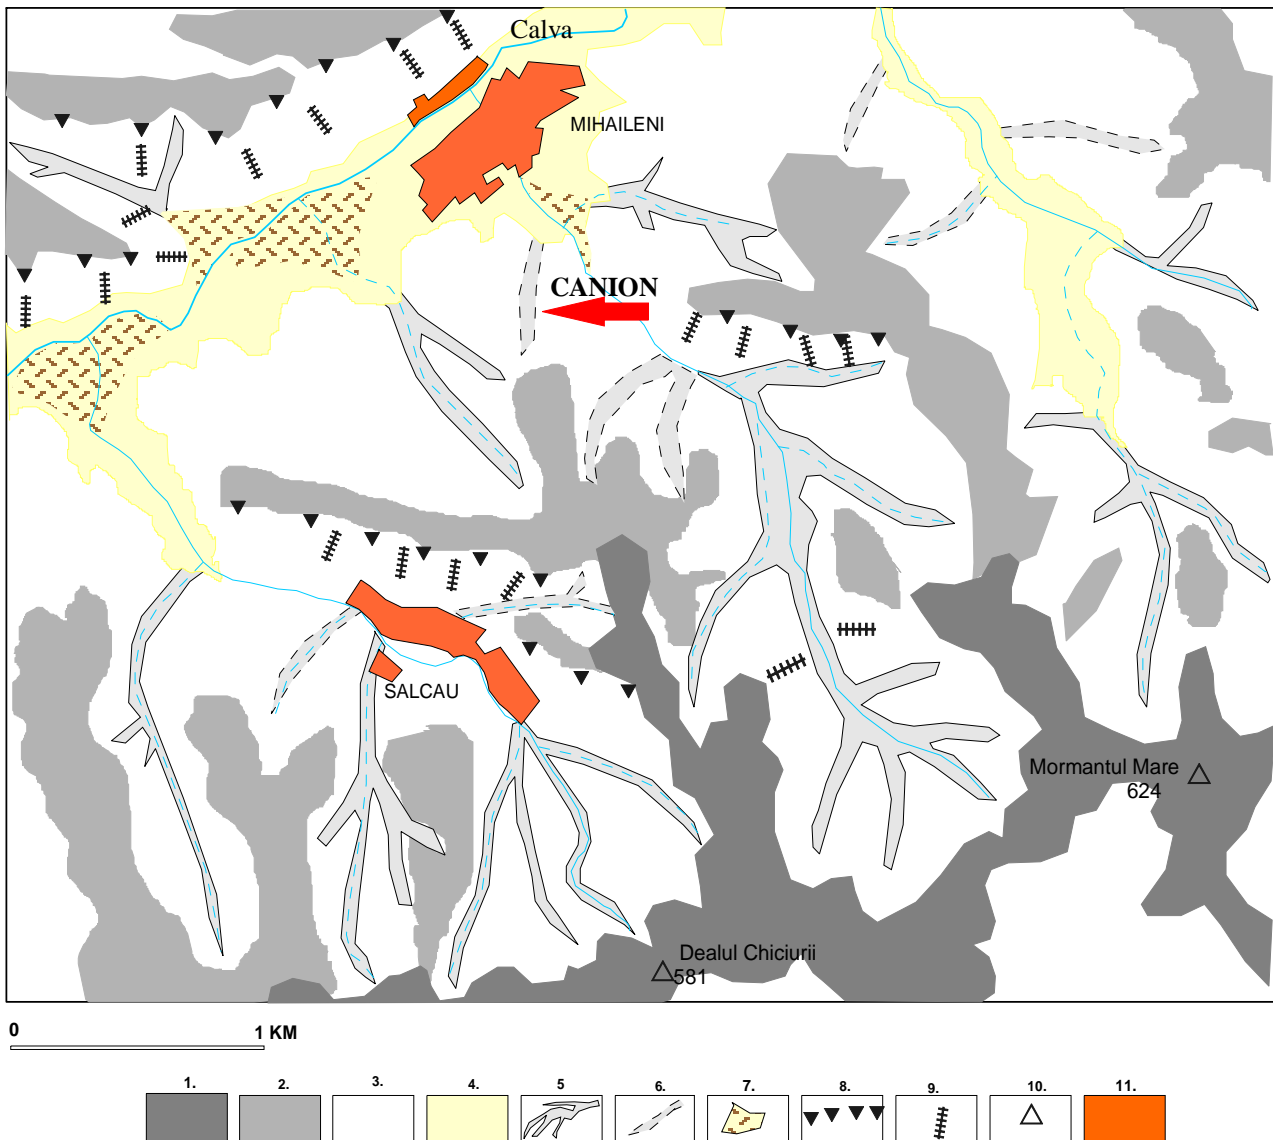 Calva
MIHAILENI
CANION
SALCAU
Mormantul Mare
624
Dealul Chiciurii
581
0 1 KM
1. 2. 3. 4. 5 6. 7. 8. 9. 10. 11.